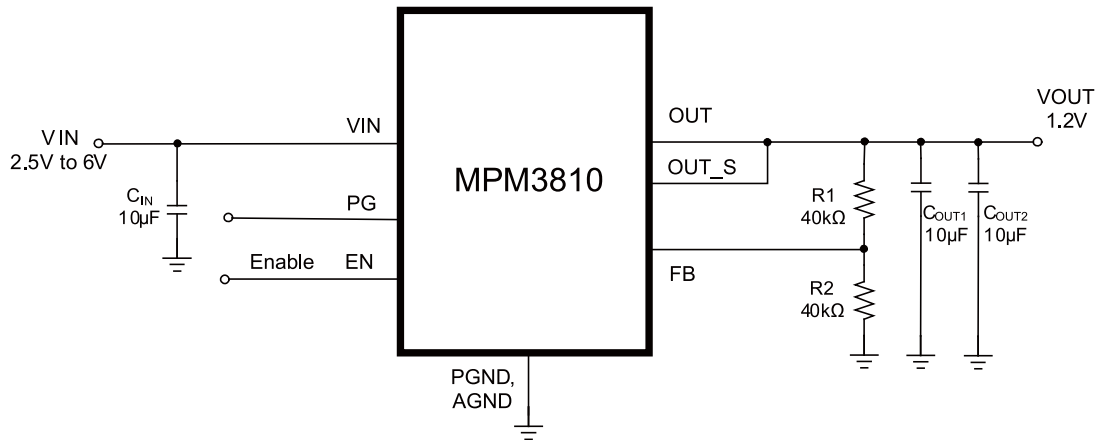 VIN
2.5V to 6V
CIN
10µF
VIN
PG
Enable
EN
MPM3810
PGND,
AGND
OUT
OUT_S
FB
R1
40kΩ
R2
40kΩ
COUT1
10µF
COUT2
10µF
VOUT
1.2V